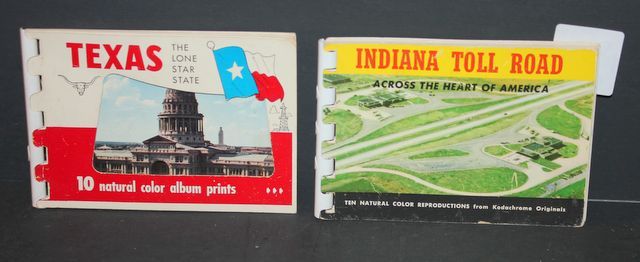 TEXAS
THE
LONE
STAR
STATE
10 natural color album prints
INDIANA TOLL ROAD
ACROSS THE HEART OF AMERICA
TEN NATURAL COLOR REPRODUCTIONS from Kodachrome Originals